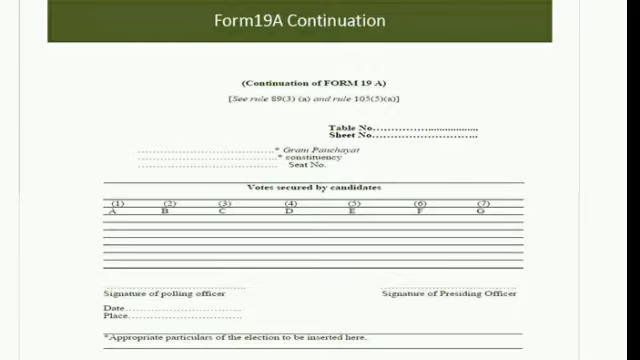 Form19A Continuation
(Continuation of FORM 19 A)
[See rule 89(3) (a) and rule 105(5)(a)]
Table No.....................................
Sheet No..................................
.............................................* Gram Panchayat
.............................................* constituency
............................................. Seat No.
Votes secured by candidates
(1) (2) (3) (4) (5) (6) (7)
A B C D E F G
............................................. .............................................
Signature of polling officer Signature of Presiding Officer
Date......................................
Place.....................................
*Appropriate particulars of the election to be inserted here.